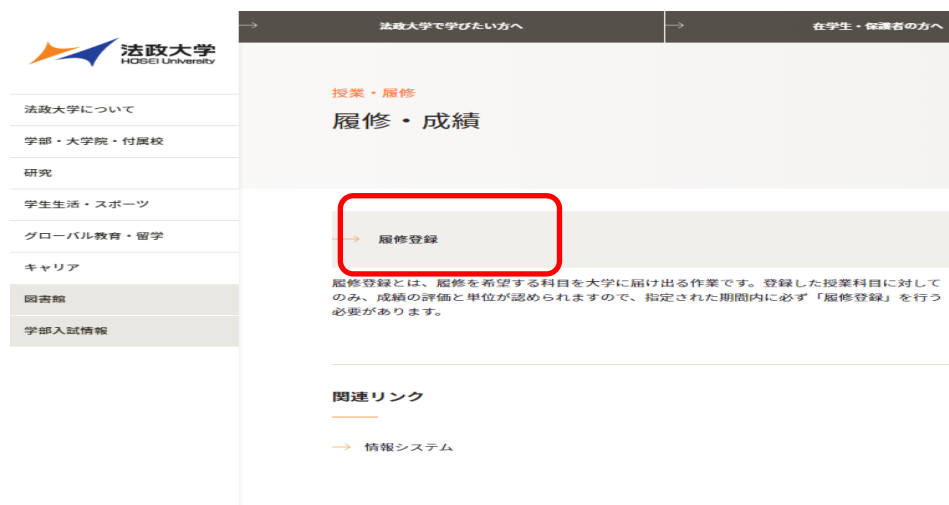 法政大学で学びたい方へ
在学生・保護者の方へ
法政大学
HOSEI University
法政大学について
学部・大学院・付属校
研究
学生生活・スポーツ
グローバル教育・留学
キャリア
図書館
学部入試情報
授業・履修
履修・成績
履修登録
履修登録とは、履修を希望する科目を大学に届け出る作業です。登録した授業科目に対して
のみ、成績の評価と単位が認められますので、指定された期間内に必ず「履修登録」を行う
必要があります。
関連リンク
情報システム